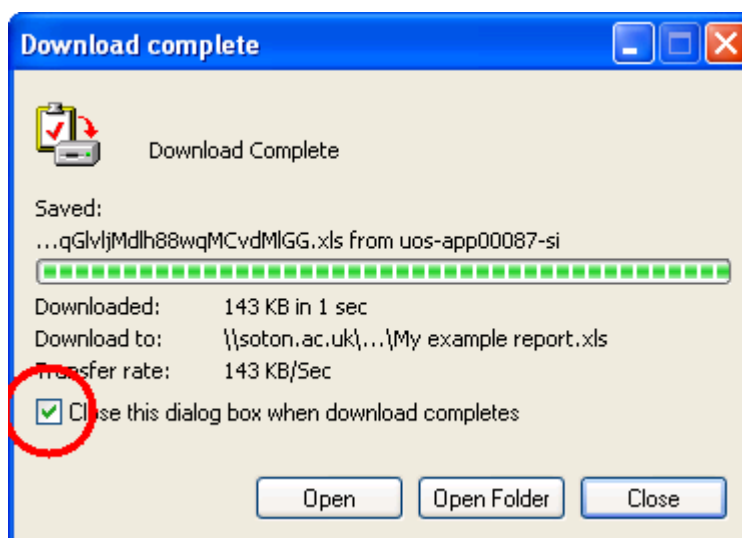 Download complete
Download Complete
Saved:
...qGlvljMdlh88wqMCvdMlGG.xls from uos-app00087-si
Downloaded: 143 KB in 1 sec
Download to: \\soton.ac.uk\...\My example report.xls
Transfer rate: 143 KB/Sec
Close this dialog box when download completes
Open Open Folder Close